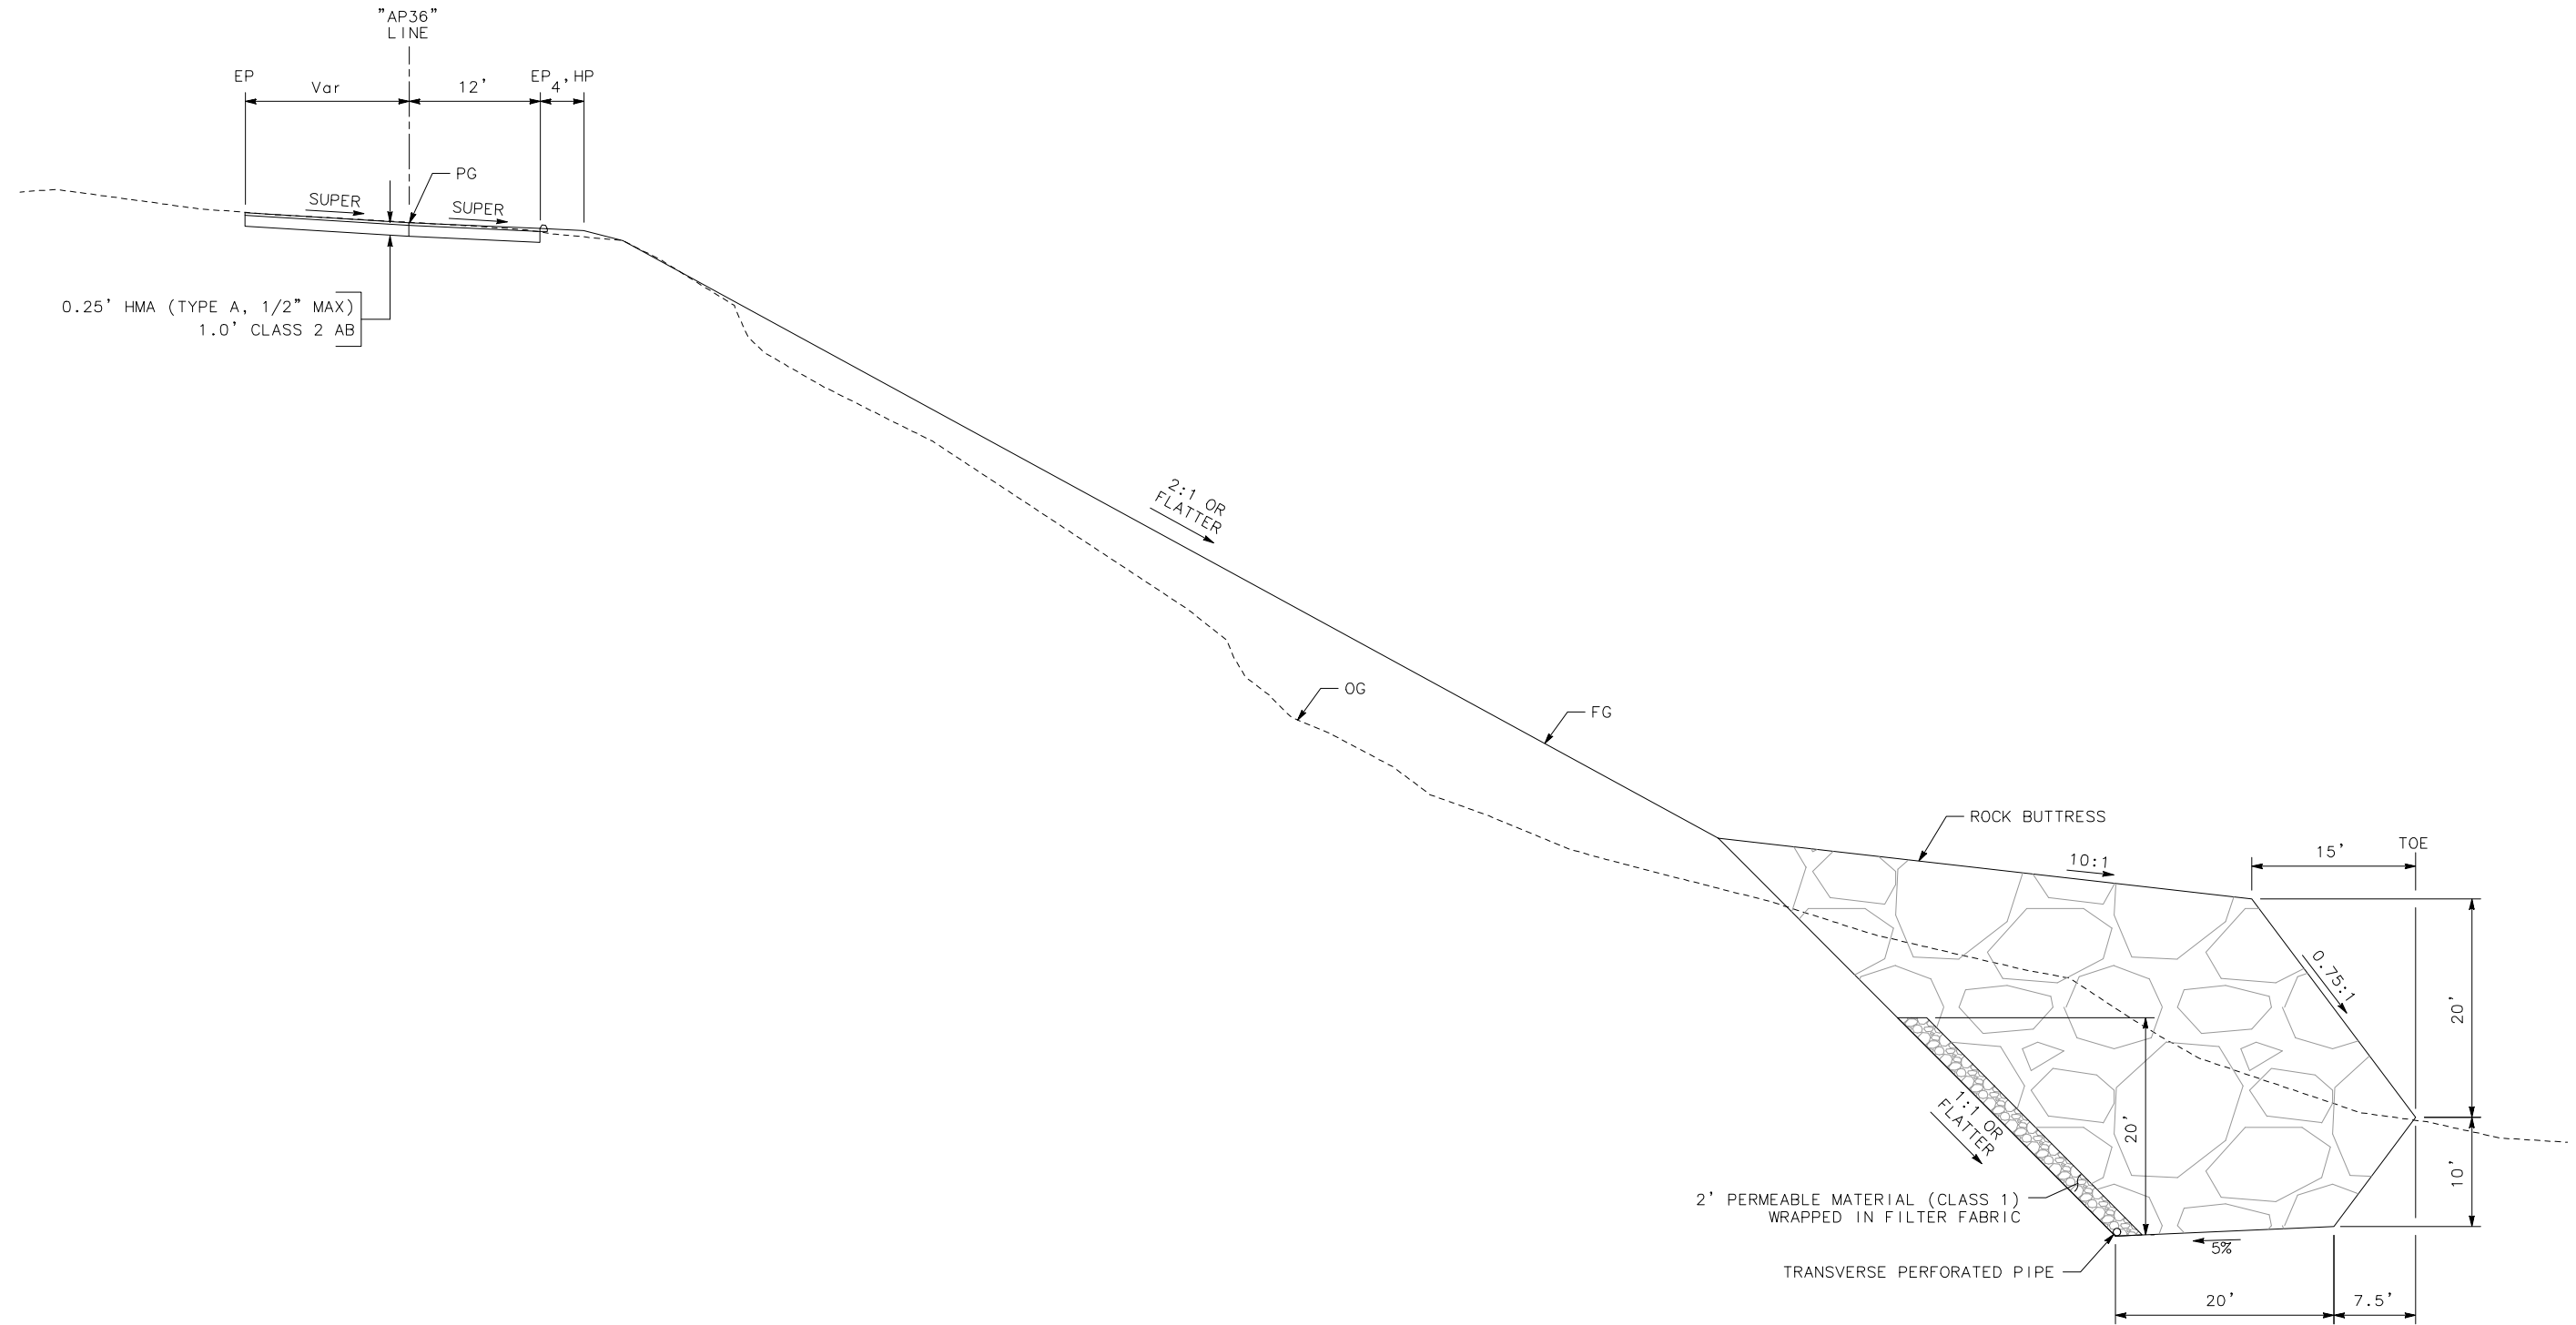 "AP36"
LINE
EP
Var
12'
EP
4'
HP
PG
SUPER
SUPER
0.25' HMA (TYPE A, 1/2" MAX)
1.0' CLASS 2 AB
2:1 OR
FLATTER
OG
FG
ROCK BUTTRESS
10:1
15'
TOE
0.75:1
20'
10'
20'
1:1 OR
FLATTER
2' PERMEABLE MATERIAL (CLASS 1)
WRAPPED IN FILTER FABRIC
5%
TRANSVERSE PERFORATED PIPE
20'
7.5'